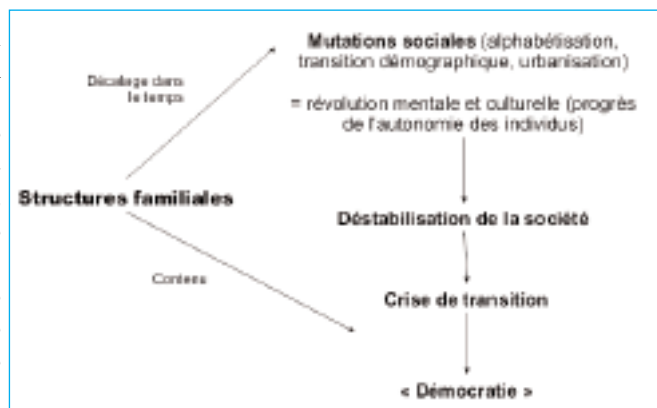 Mutations sociales (alphabétisation,
transition démographique, urbanisation)
Décalage dans
le temps
= révolution mentale et culturelle (progrès
de l'autonomie des individus)
Structures familiales
Déstabilisation de la société
Contenu
Crise de transition
« Démocratie »